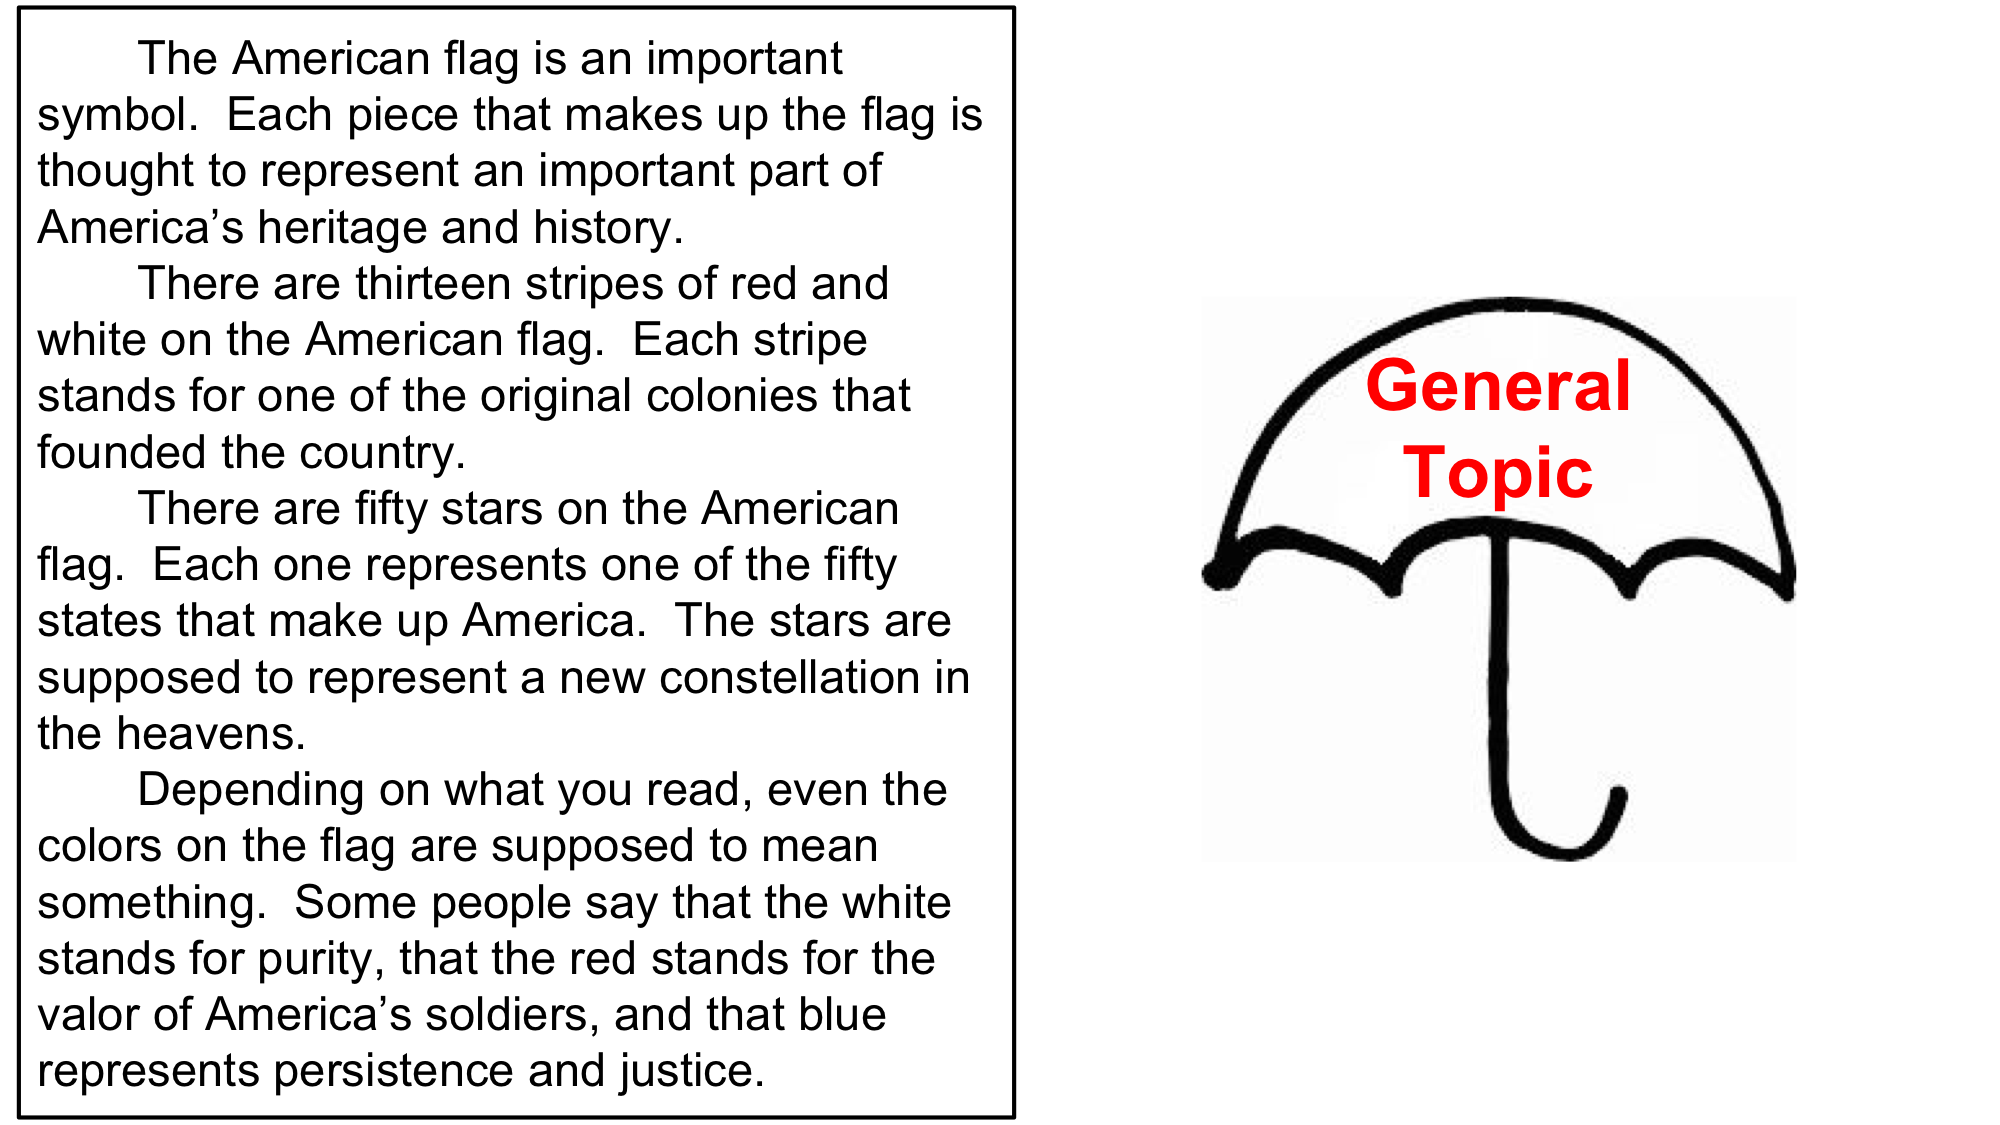 The American flag is an important
symbol.  Each piece that makes up the flag is
thought to represent an important part of
America’s heritage and history.
There are thirteen stripes of red and
white on the American flag.  Each stripe
stands for one of the original colonies that
founded the country.
There are fifty stars on the American
flag.  Each one represents one of the fifty
states that make up America.  The stars are
supposed to represent a new constellation in
the heavens.
Depending on what you read, even the
colors on the flag are supposed to mean
something.  Some people say that the white
stands for purity, that the red stands for the
valor of America’s soldiers, and that blue
represents persistence and justice.
General
Topic